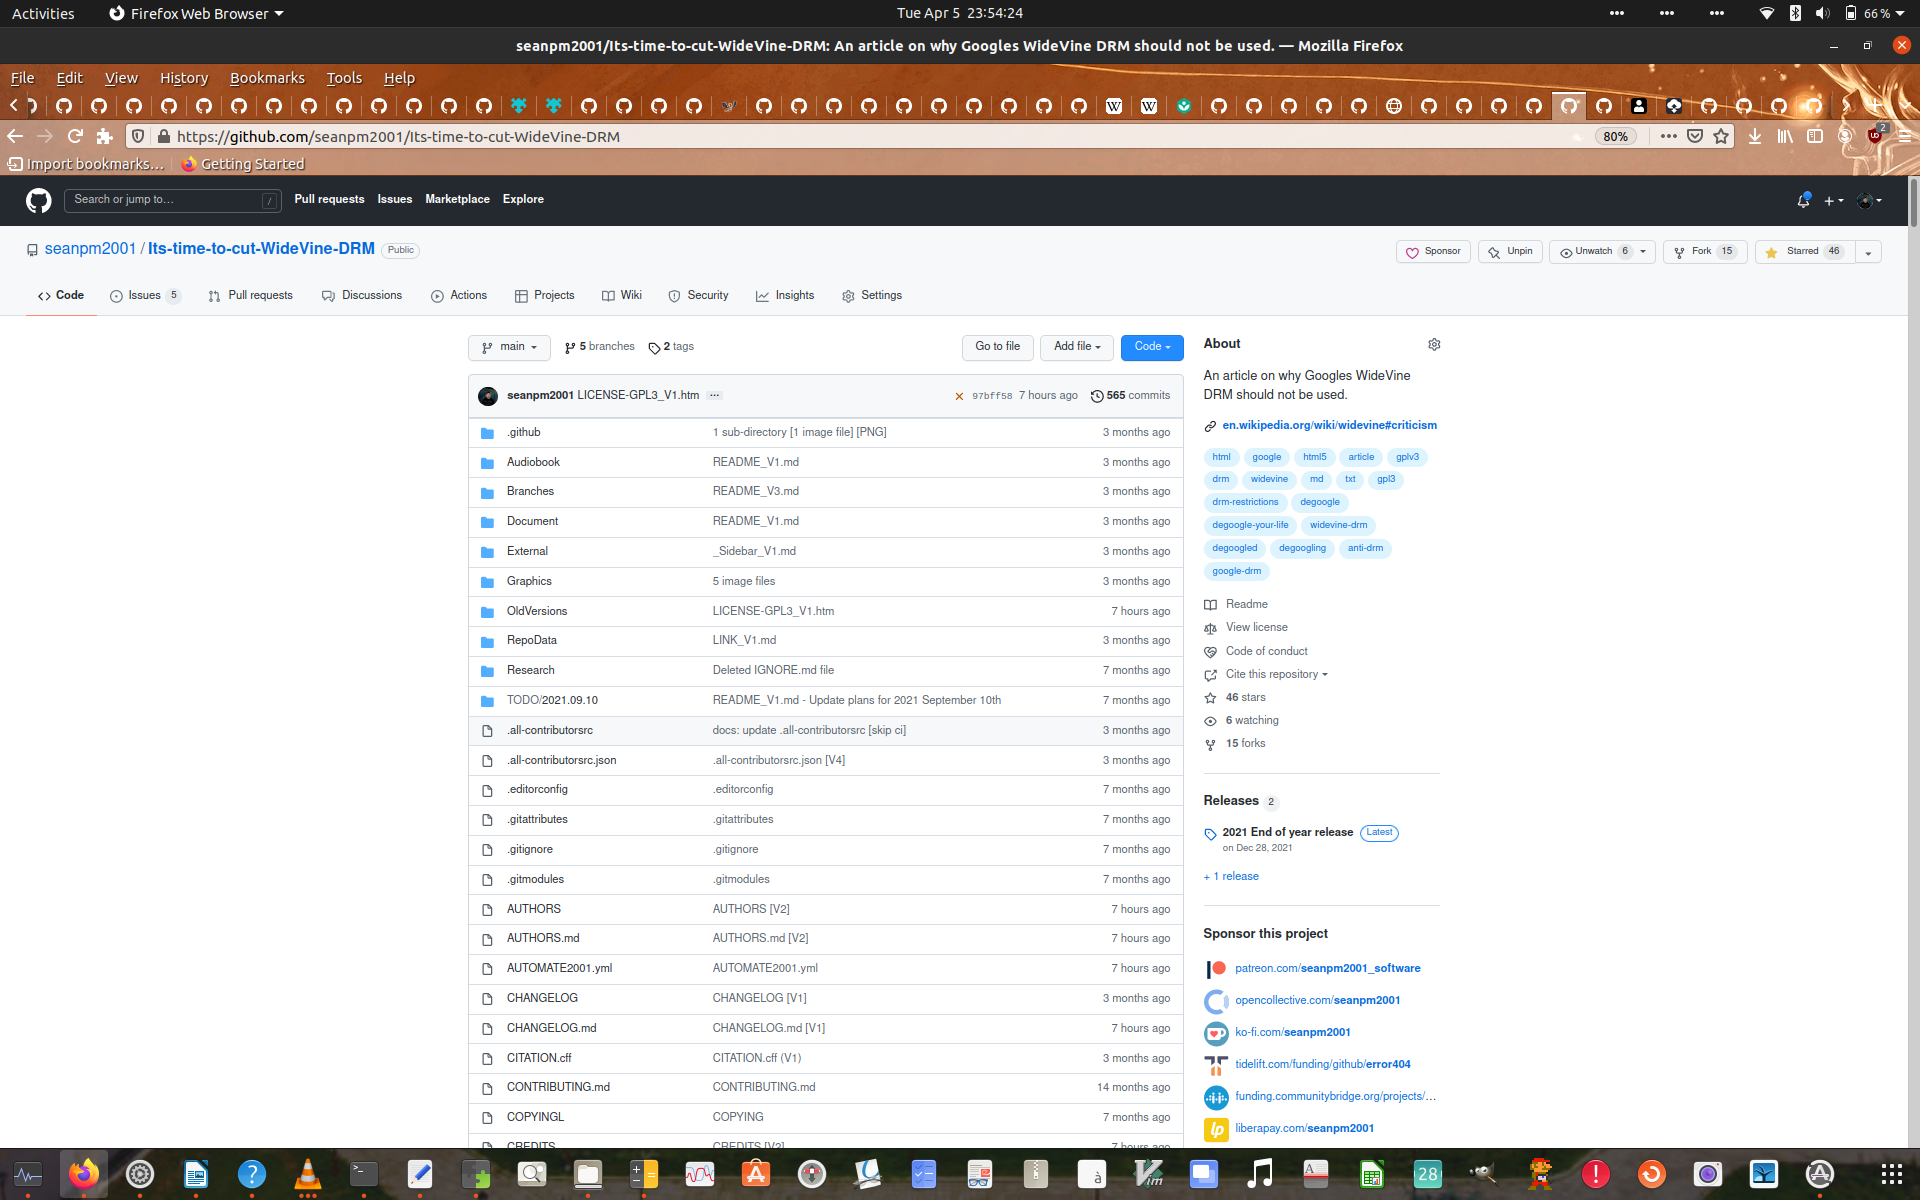 Activities
Firefox Web Browser
Tue Apr 5 23:54:24
66 %
seanpm2001/Its-time-to-cut-WideVine-DRM: An article on why Googles WideVine DRM should not be used. — Mozilla Firefox
File Edit View History Bookmarks Tools Help
https://github.com/seanpm2001/Its-time-to-cut-WideVine-DRM
80%
2
Import bookmarks…
Getting Started
Search or jump to…
/
Pull requests Issues Marketplace Explore
seanpm2001 / Its-time-to-cut-WideVine-DRM Public
Sponsor Unpin Unwatch 6 Fork 15 Starred 46
Code Issues 5 Pull requests Discussions Actions Projects Wiki Security Insights Settings
main 5 branches 2 tags Go to file Add file Code
seanpm2001 LICENSE-GPL3_V1.htm ... 97bff58 7 hours ago 565 commits
.github 1 sub-directory [1 image file] [PNG] 3 months ago
Audiobook README_V1.md 3 months ago
Branches README_V3.md 3 months ago
Document README_V1.md 3 months ago
External _Sidebar_V1.md 3 months ago
Graphics 5 image files 3 months ago
OldVersions LICENSE-GPL3_V1.htm 7 hours ago
RepoData LINK_V1.md 3 months ago
Research Deleted IGNORE.md file 7 months ago
TODO/2021.09.10 README_V1.md - Update plans for 2021 September 10th 7 months ago
.all-contributorsrc docs: update .all-contributorsrc [skip ci] 3 months ago
.all-contributorsrc.json .all-contributorsrc.json [V4] 3 months ago
.editorconfig .editorconfig 7 months ago
.gitattributes .gitattributes 7 months ago
.gitignore .gitignore 7 months ago
.gitmodules .gitmodules 7 months ago
AUTHORS AUTHORS [V2] 7 hours ago
AUTHORS.md AUTHORS.md [V2] 7 hours ago
AUTOMATE2001.yml AUTOMATE2001.yml 7 hours ago
CHANGELOG CHANGELOG [V1] 3 months ago
CHANGELOG.md CHANGELOG.md [V1] 7 hours ago
CITATION.cff CITATION.cff (V1) 3 months ago
CONTRIBUTING.md CONTRIBUTING.md 14 months ago
COPYINGL COPYING 7 months ago
CREDITS CREDITS [V2] 7 hours ago
About
An article on why Googles WideVine
DRM should not be used.
en.wikipedia.org/wiki/widevine#criticism
html google html5 article gplv3
drm widevine md txt gpl3
drm-restrictions degoogle
degoogle-your-life widevine-drm
degoogled degoogling anti-drm
google-drm
Readme
View license
Code of conduct
Cite this repository
46 stars
6 watching
15 forks
Releases 2
2021 End of year release Latest
on Dec 28, 2021
+ 1 release
Sponsor this project
patreon.com/seanpm2001_software
opencollective.com/seanpm2001
ko-fi.com/seanpm2001
tidelift.com/funding/github/error404
funding.communitybridge.org/projects/…
liberapay.com/seanpm2001
28